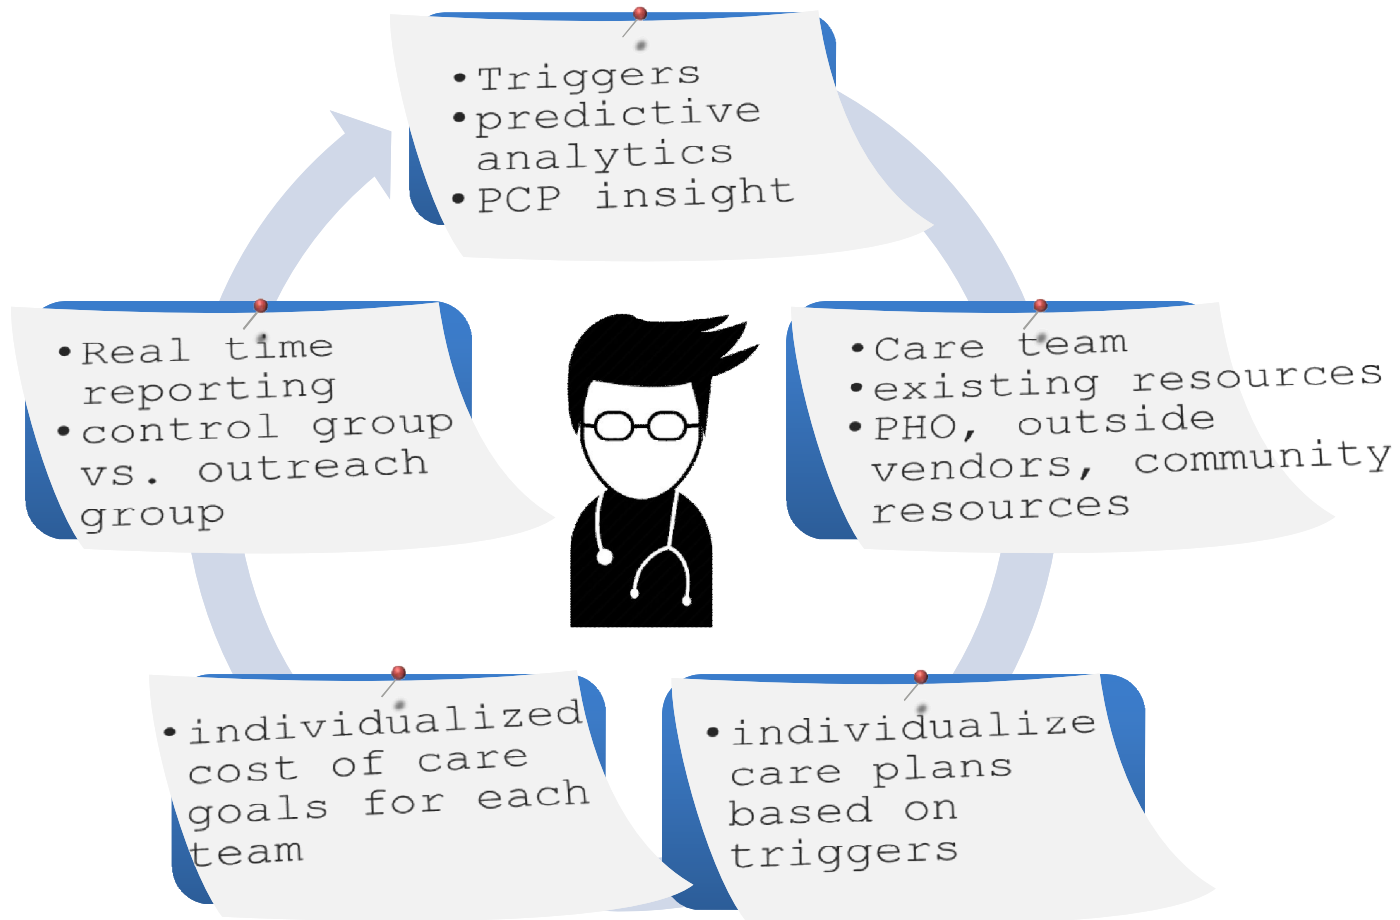 •Triggers
•predictive
analytics
•PCP insight
•Real time
reporting
•control group
vs. outreach
group
•Care team
•existing resources
•PHO, outside
vendors, community
resources
•individualized
cost of care
goals for each
team
•individualize
care plans
based on
triggers